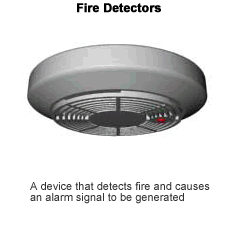 Fire Detectors
A device that detects fire and causes
an alarm signal to be generated